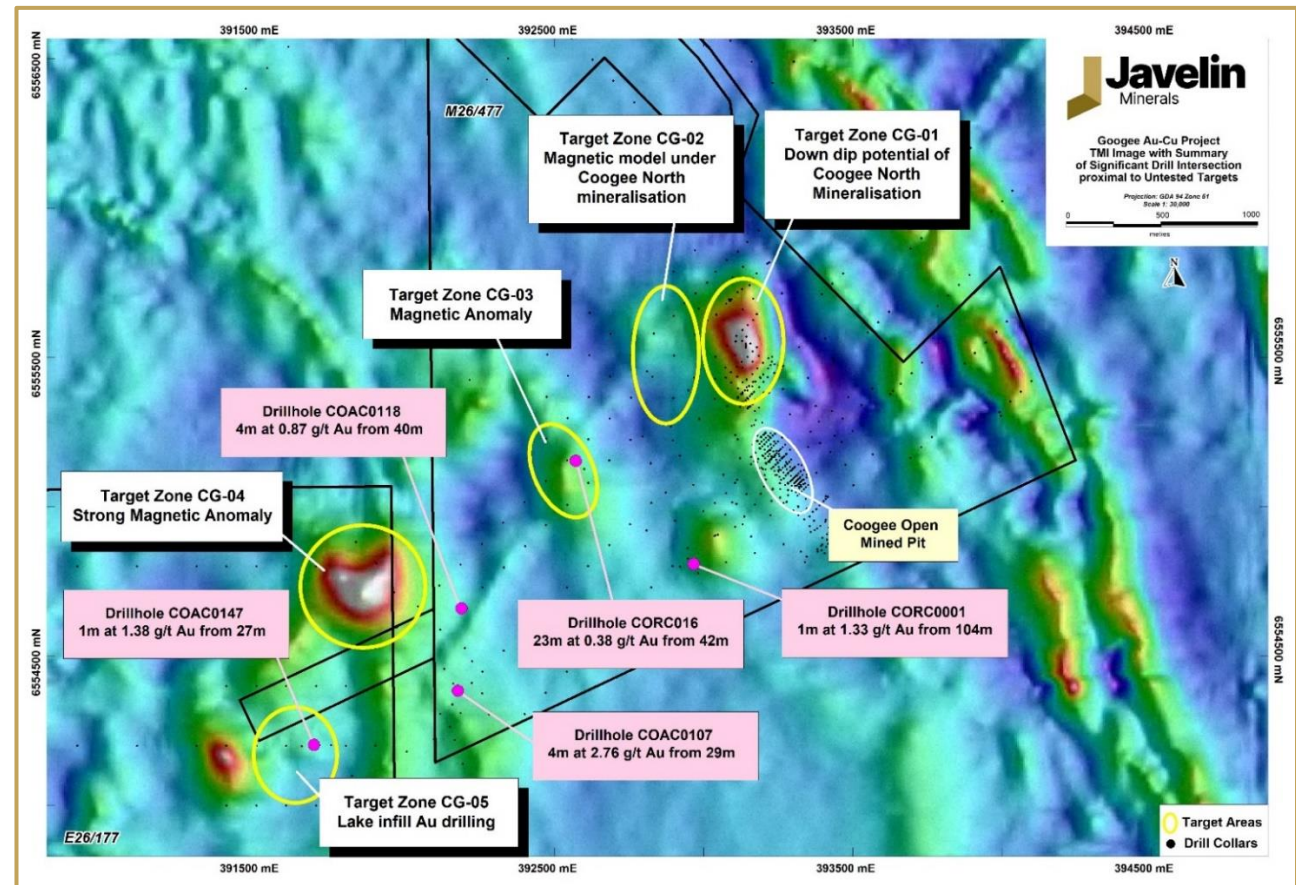 391500 mE
392500 mE
393500 mE
394500 mE
6556500 mN
6555500 mN
6554500 mN
6555500 mN
6554500 mN
M26/477
Javelin
Minerals
Googee Au-Cu Project
TMI Image with Summary
of Significant Drill Intersection
proximal to Untested Targets
Projection: GDA 94 Zone 51
Scale 1: 30,000
0 500 1000
metres
N
Target Zone CG-02
Magnetic model under
Coogee North
mineralisation
Target Zone CG-01
Down dip potential of
Coogee North
Mineralisation
Target Zone CG-03
Magnetic Anomaly
Drillhole COAC0118
4m at 0.87 g/t Au from 40m
Target Zone CG-04
Strong Magnetic Anomaly
Coogee Open
Mined Pit
Drillhole COAC0147
1m at 1.38 g/t Au from 27m
Drillhole CORC016
23m at 0.38 g/t Au from 42m
Drillhole CORC0001
1m at 1.33 g/t Au from 104m
Drillhole COAC0107
4m at 2.76 g/t Au from 29m
Target Zone CG-05
Lake infill Au drilling
E26/177
Target Areas
Drill Collars
391500 mE
392500 mE
393500 mE
394500 mE